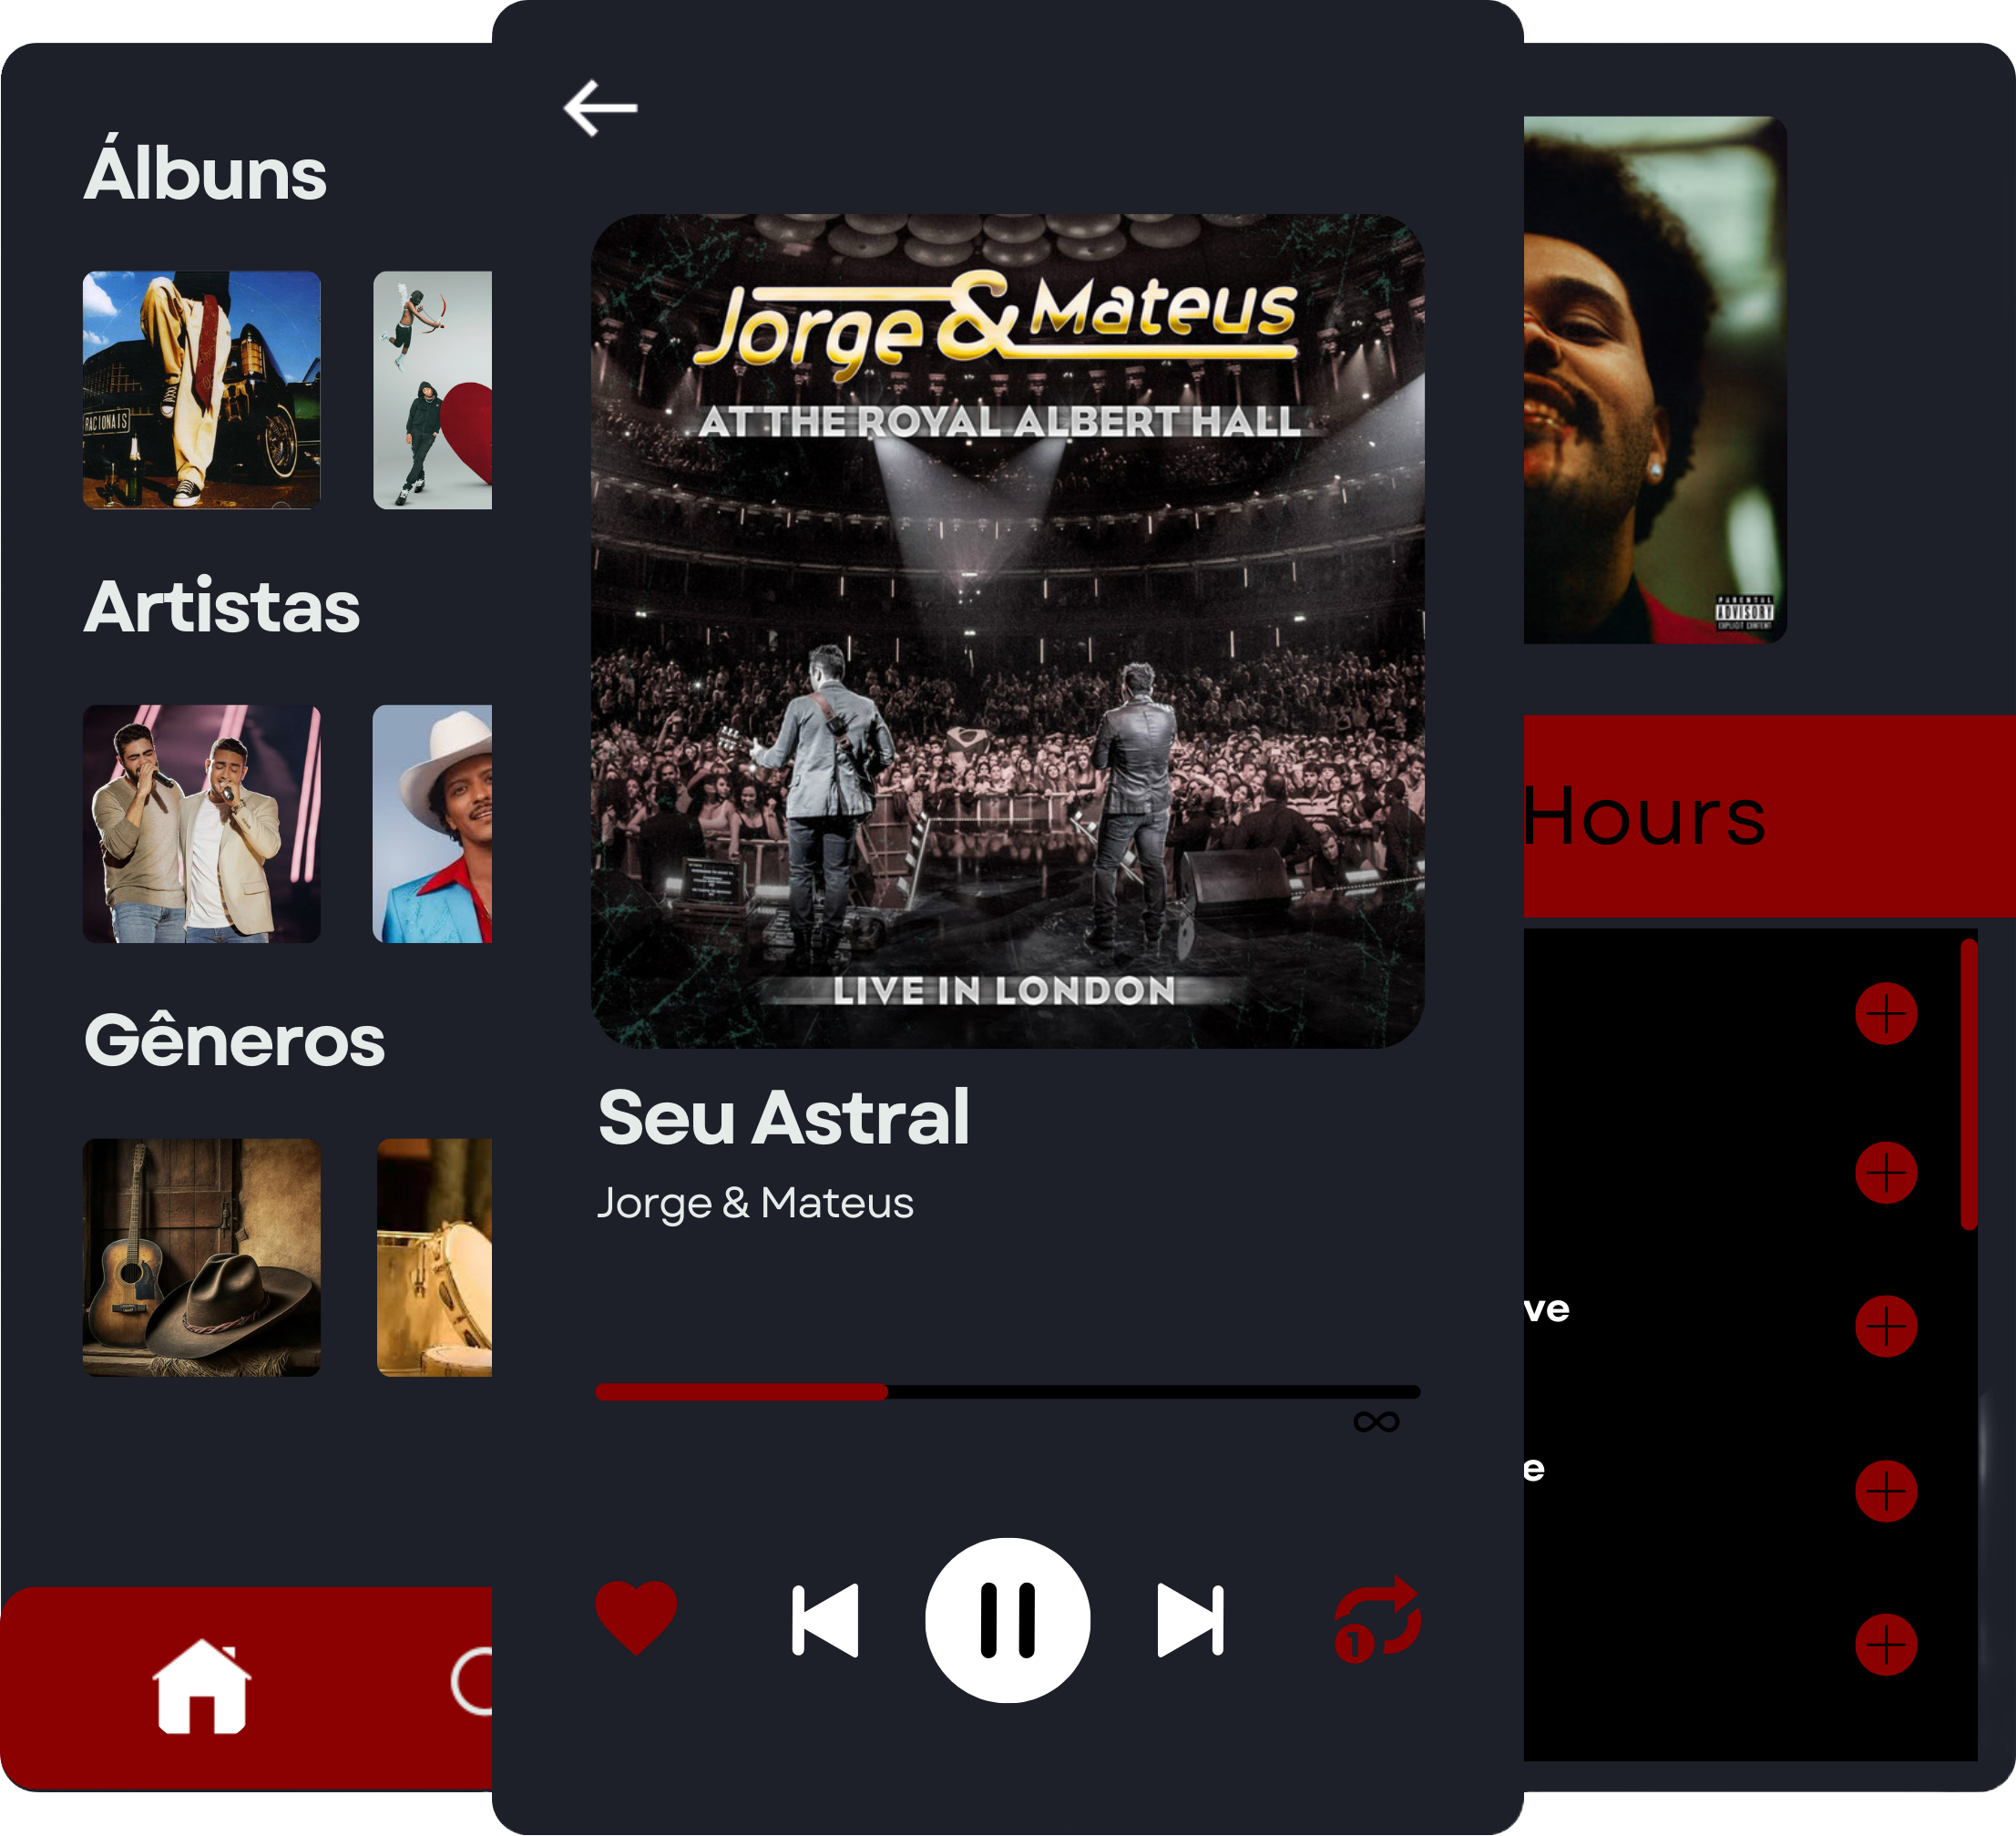 Álbuns
RACIONAIS
Artistas
Gêneros
Jorge & Mateus
AT THE ROYAL ALBERT HALL
LIVE IN LONDON
Seu Astral
Jorge & Mateus
∞
1
PARENTAL
ADVISORY
EXPLICIT CONTENT
Hours
ve
e